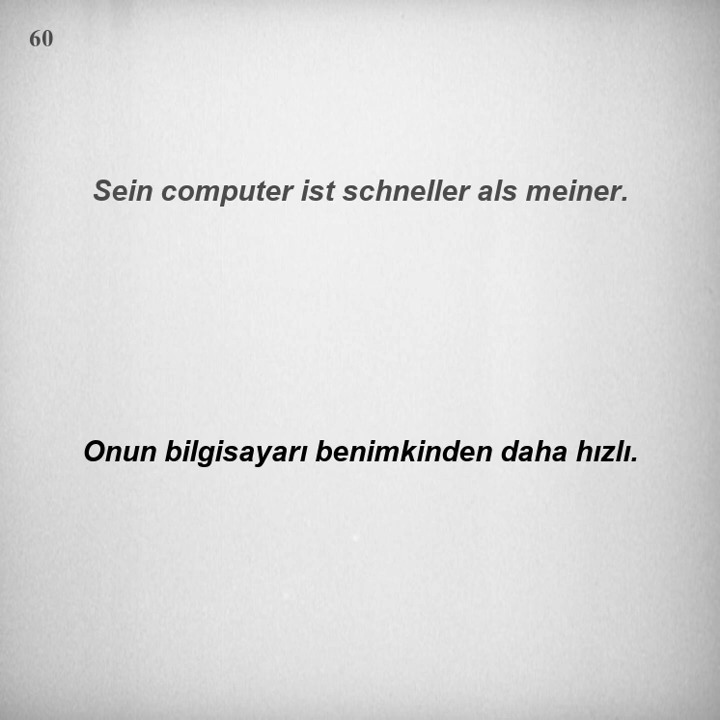 60
Sein computer ist schneller als meiner.
Onun bilgisayarı benimkinden daha hızlı.